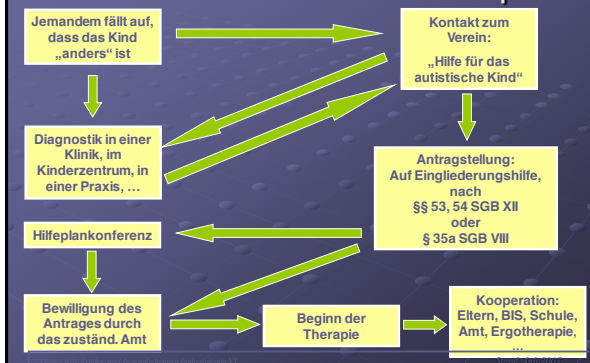 Jemandem fällt auf,
dass das Kind
„anders“ ist
Kontakt zum
Verein:
„Hilfe für das
autistische Kind“
Diagnostik in einer
Klinik, im
Kinderzentrum, in
einer Praxis, …
Antragstellung:
Auf Eingliederungshilfe,
nach
§§ 53, 54 SGB XII
oder
§ 35a SGB VIII
Hilfeplankonferenz
Bewilligung des
Antrages durch
das zuständ. Amt
Beginn der
Therapie
Kooperation:
Eltern, BIS, Schule,
Amt, Ergotherapie,
…